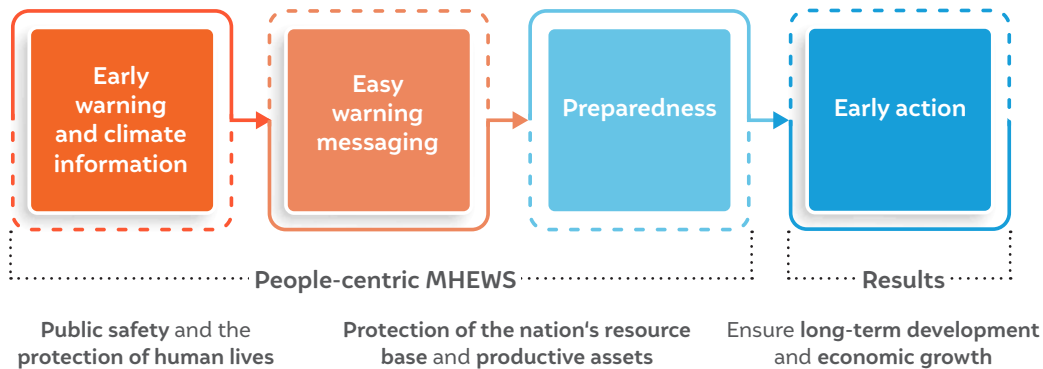 Early
warning
and climate
information
Easy
warning
messaging
Preparedness
Early action
People-centric MHEWS
Results
Public safety and the
protection of human lives
Protection of the nation's resource
base and productive assets
Ensure long-term development
and economic growth